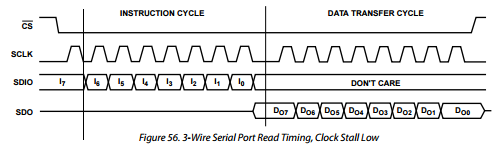 INSTRUCTION CYCLE DATA TRANSFER CYCLE
CS
SCLK
SDIO I7 I6 I5 I4 I3 I2 I1 I0 DON'T CARE
SDO DO7 DO6 DO5 DO4 DO3 DO2 DO1 DO0
Figure 56. 3-Wire Serial Port Read Timing, Clock Stall Low